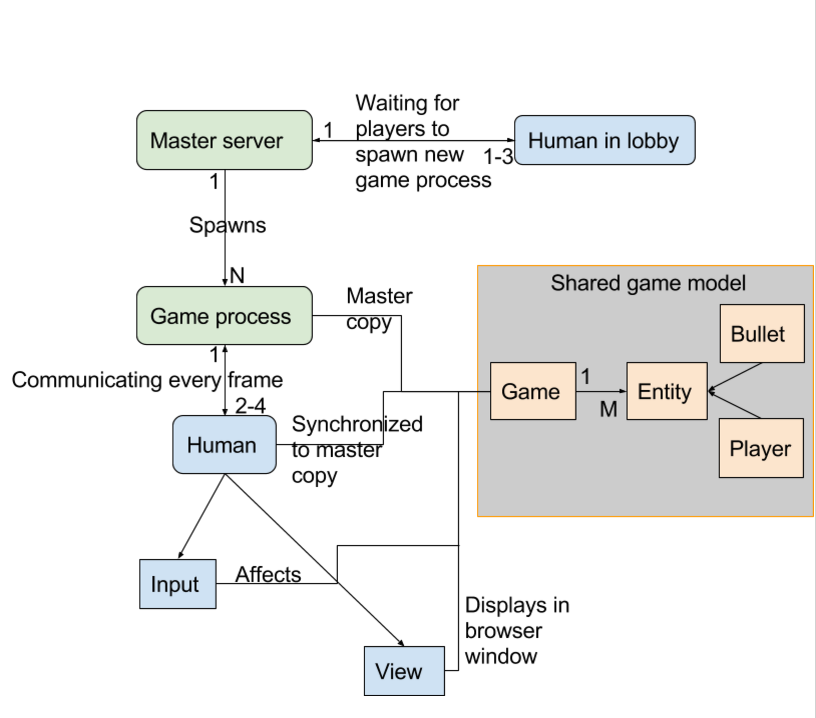 Waiting for
players to
spawn new
game process
Master server
1
1-3
Human in lobby
1
Spawns
N
Game process
Master
copy
Shared game model
Bullet
1
Communicating every frame
2-4
Game
1
M
Entity
Player
Human
Synchronized
to master
copy
Input
Affects
Displays in
browser
window
View